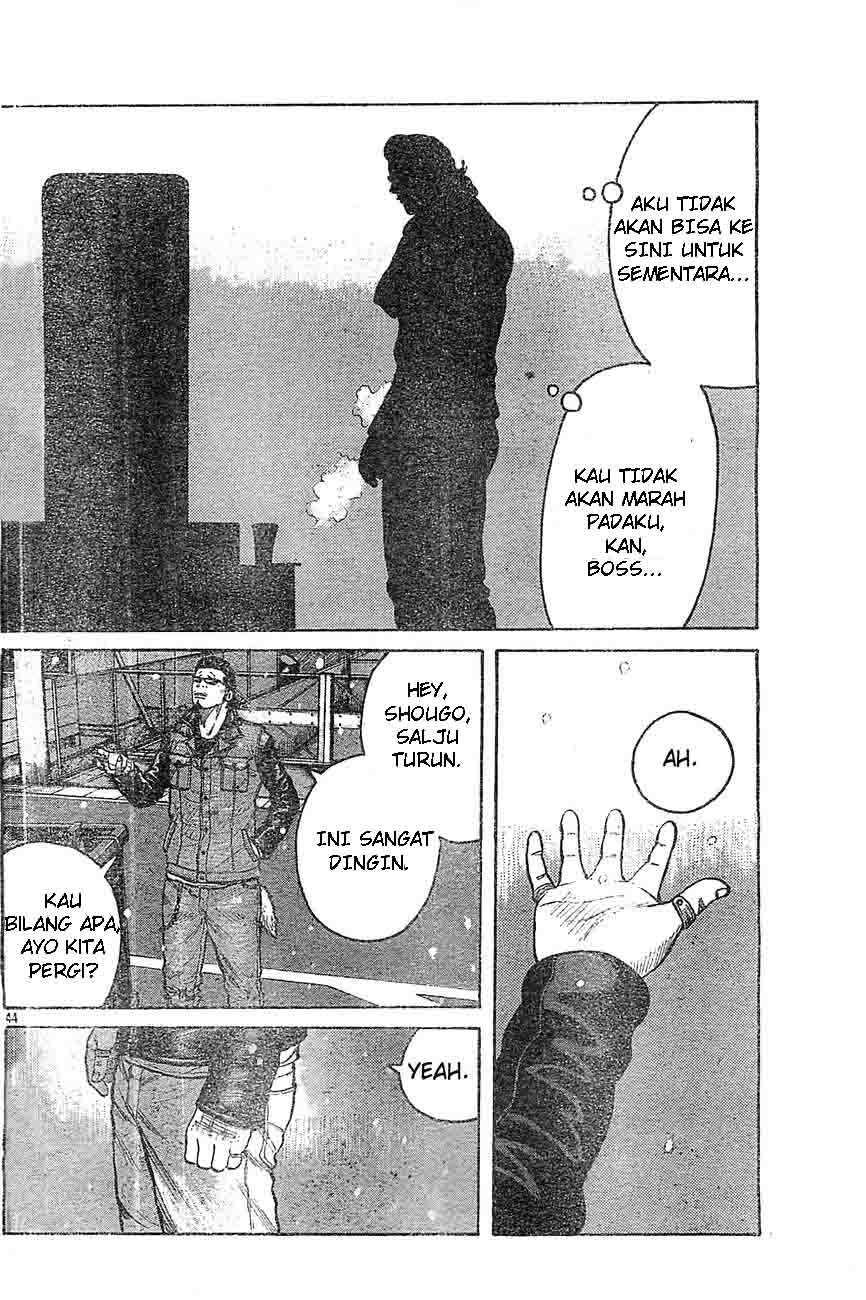 AKU TIDAK
AKAN BISA KE
SINI UNTUK
SEMENTARA...
KAU TIDAK
AKAN MARAH
PADAKU,
KAN,
BOSS...
AH.
HEY,
SHOUGO,
SALJU
TURUN.
INI SANGAT
DINGIN.
KAU
BILANG APA,
AYO KITA
PERGI?
YEAH.
44